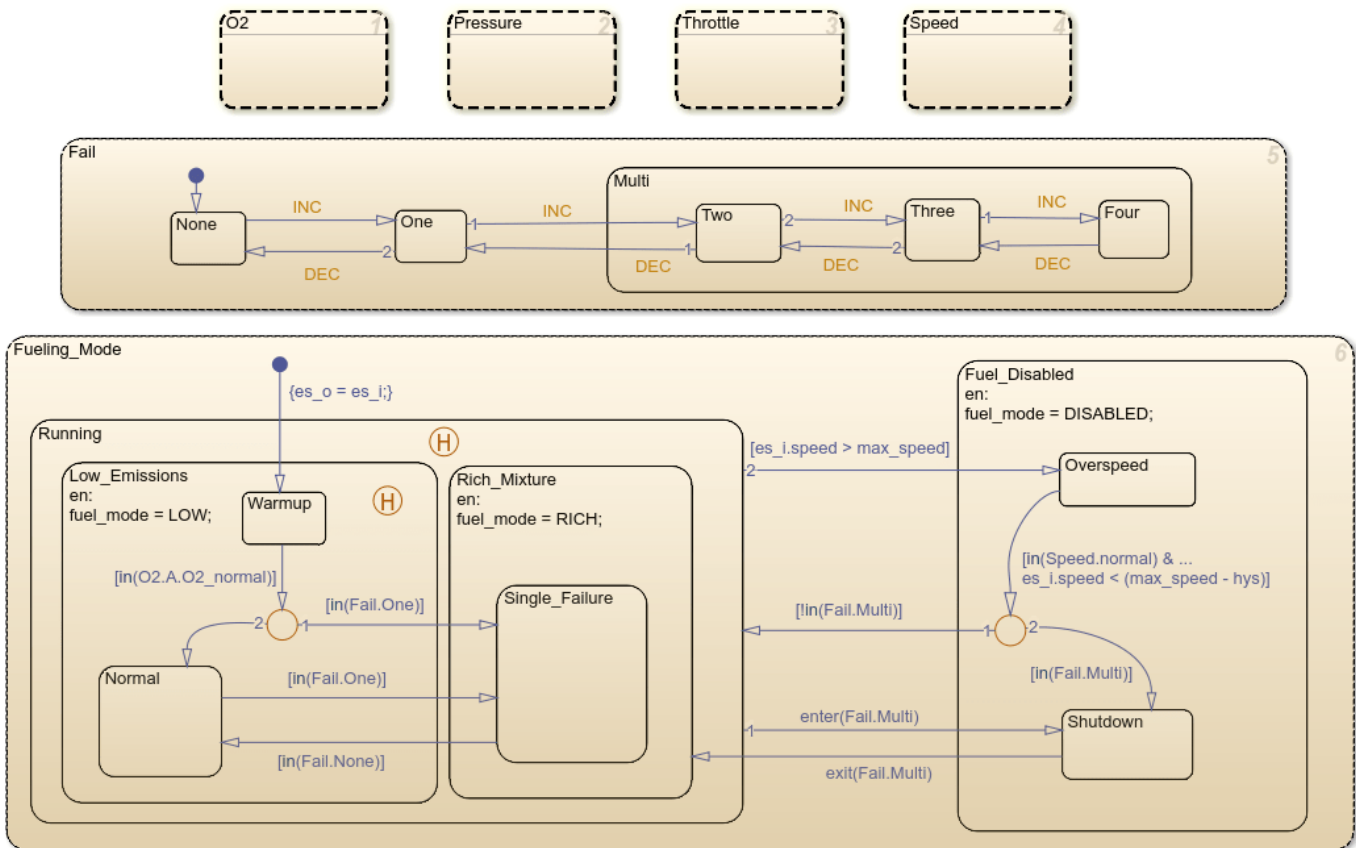 O2
1
Pressure
2
Throttle
3
Speed
4
Fail
5
None
INC
DEC
One
1
2
INC
DEC
Multi
Two
1
2
INC
DEC
Three
1
2
INC
DEC
Four
Fueling_Mode
6
{es_o = es_i;}
Running
H
Low_Emissions
en:
fuel_mode = LOW;
Warmup
H
[in(O2.A.O2_normal)]
2
1
[in(Fail.One)]
Normal
[in(Fail.One)]
[in(Fail.None)]
Rich_Mixture
en:
fuel_mode = RICH;
Single_Failure
[es_i.speed > max_speed]
2
[!in(Fail.Multi)]
1
enter(Fail.Multi)
exit(Fail.Multi)
Fuel_Disabled
en:
fuel_mode = DISABLED;
Overspeed
[in(Speed.normal) & ...
es_i.speed < (max_speed - hys)]
1
2
[in(Fail.Multi)]
Shutdown